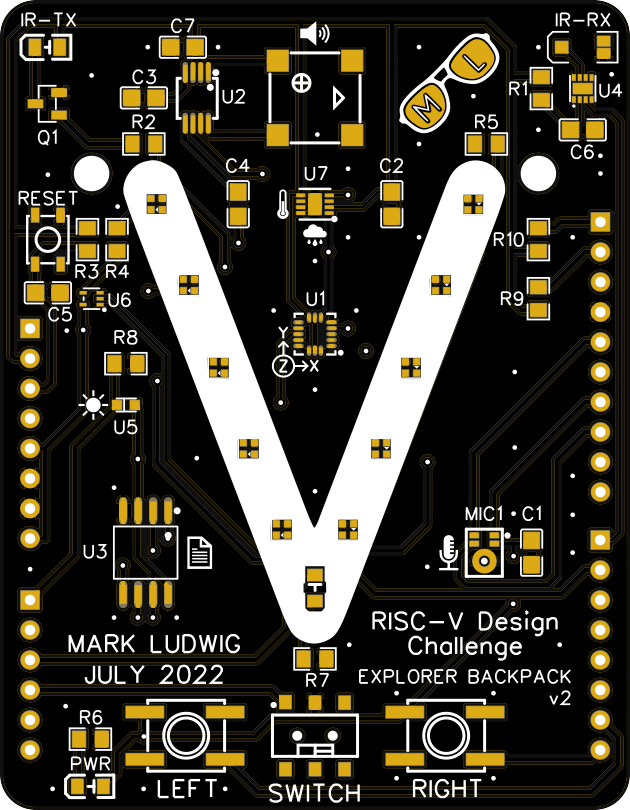 IR-TX
C7
IR-RX
C3
U2
M L
R1
U4
Q1
R2
R5
C6
RESET
C4
U7
C2
R3 R4
R10
C5
U6
U1
R9
Y
Z X
R8
U5
U3
MIC1
C1
MARK LUDWIG
JULY 2022
RISC-V Design
Challenge
EXPLORER BACKPACK
v2
R7
R6
PWR
LEFT
SWITCH
RIGHT